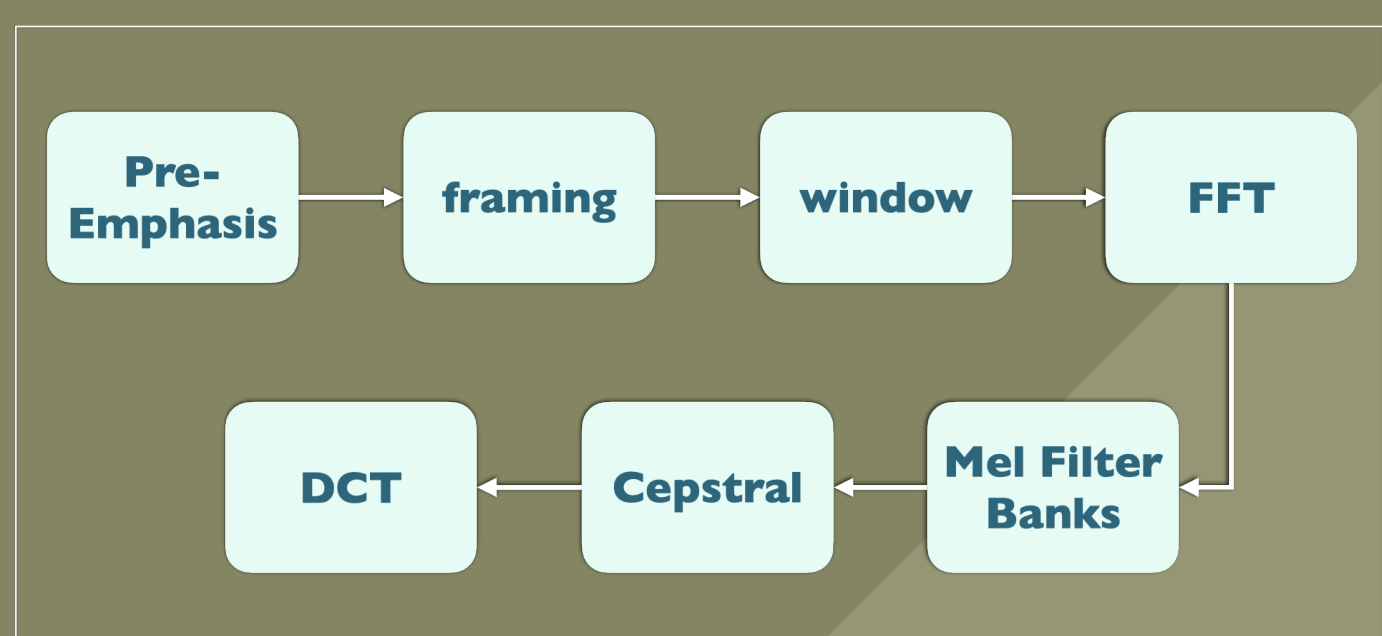 Pre-
Emphasis
framing
window
FFT
Mel Filter
Banks
Cepstral
DCT